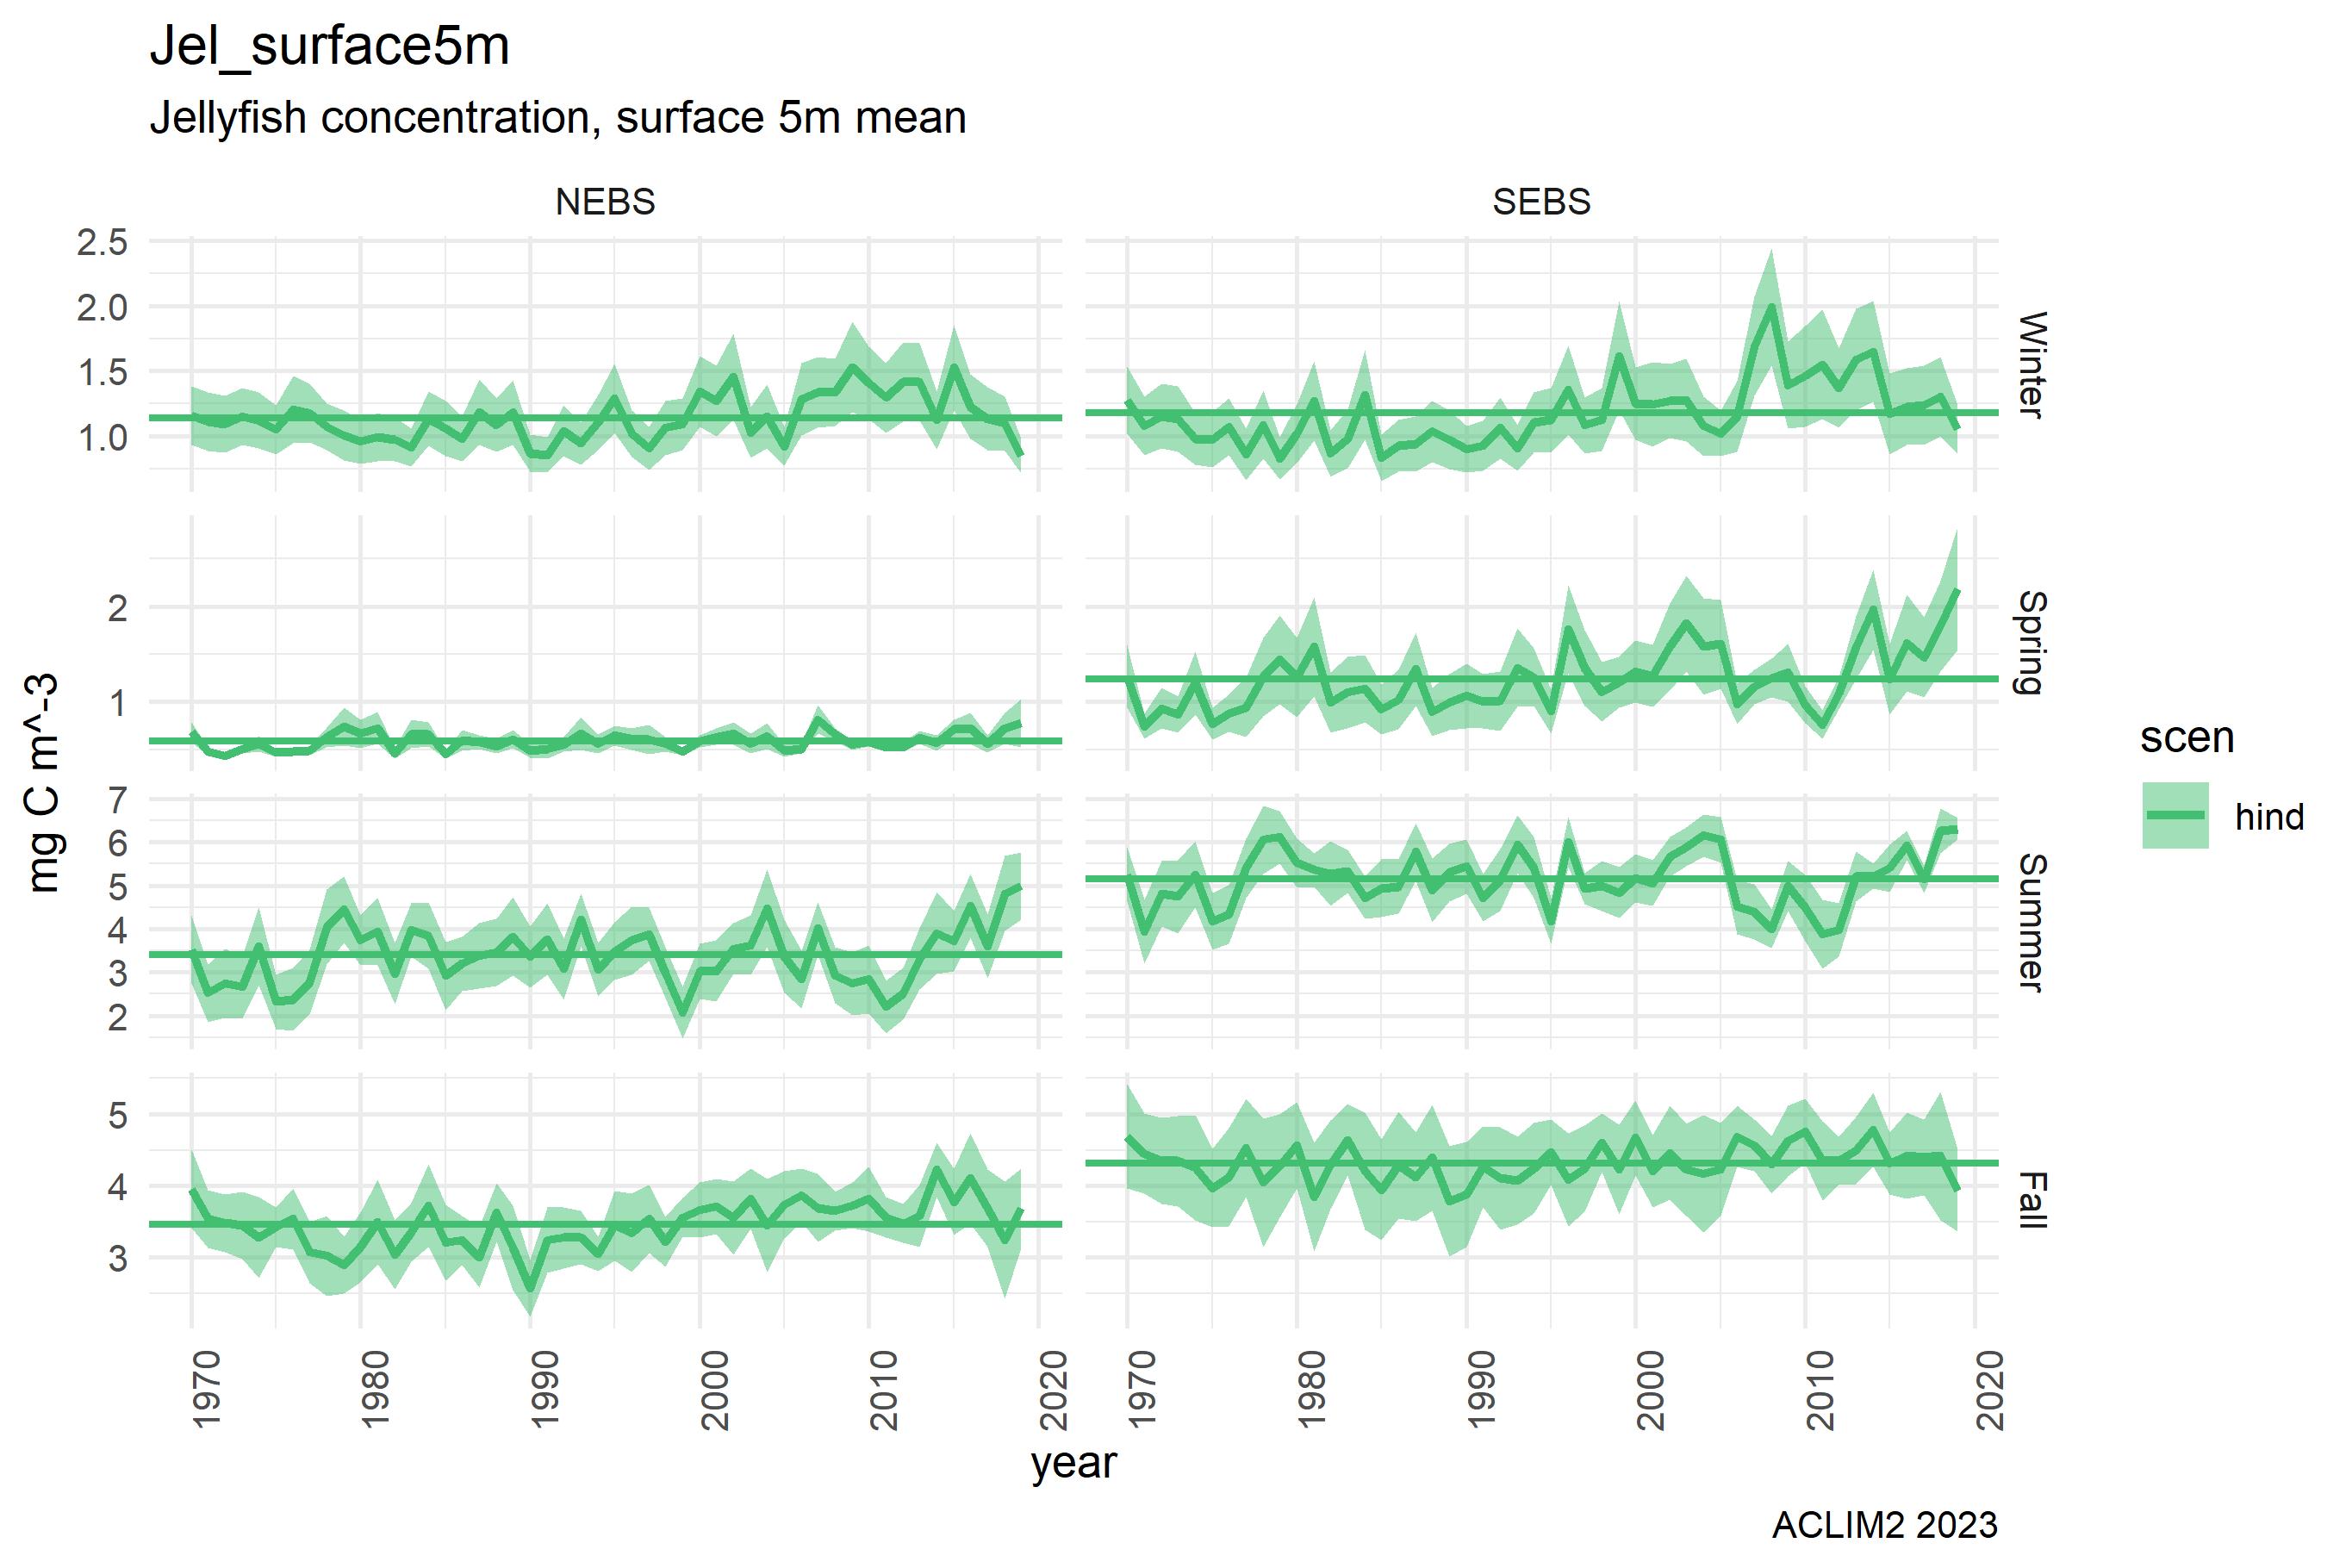 Jel_surface5m
Jellyfish concentration, surface 5m mean
NEBS
SEBS
2.5
2.0
1.5
1.0
Winter
2
1
Spring
7
6
5
4
3
2
Summer
5
4
3
Fall
mg C m^-3
1970
1980
1990
2000
2010
2020
1970
1980
1990
2000
2010
2020
year
scen
hind
ACLIM2 2023